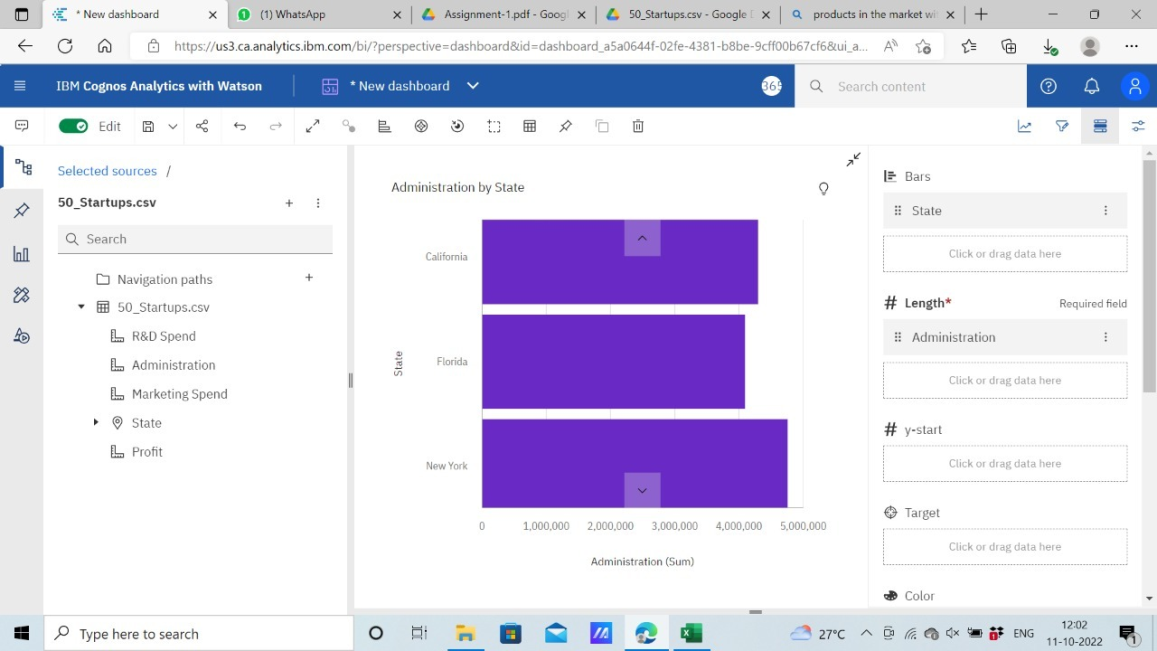 * New dashboard
(1) WhatsApp
Assignment-1.pdf - Googl
50_Startups.csv - Google D
products in the market wi
https://us3.ca.analytics.ibm.com/bi/?perspective=dashboard&id=dashboard_a5a0644f-02fe-4381-b8be-9cff00b67cf6&ui_a...
IBM Cognos Analytics with Watson
* New dashboard
365
Search content
Edit
Selected sources /
50_Startups.csv
Search
Navigation paths
50_Startups.csv
R&D Spend
Administration
Marketing Spend
State
Profit
Administration by State
State
California
Florida
New York
0
1,000,000
2,000,000
3,000,000
4,000,000
5,000,000
Administration (Sum)
Bars
State
Click or drag data here
# Length* Required field
Administration
Click or drag data here
# y-start
Click or drag data here
Target
Click or drag data here
Color
Type here to search
27°C
ENG
12:02
11-10-2022
1